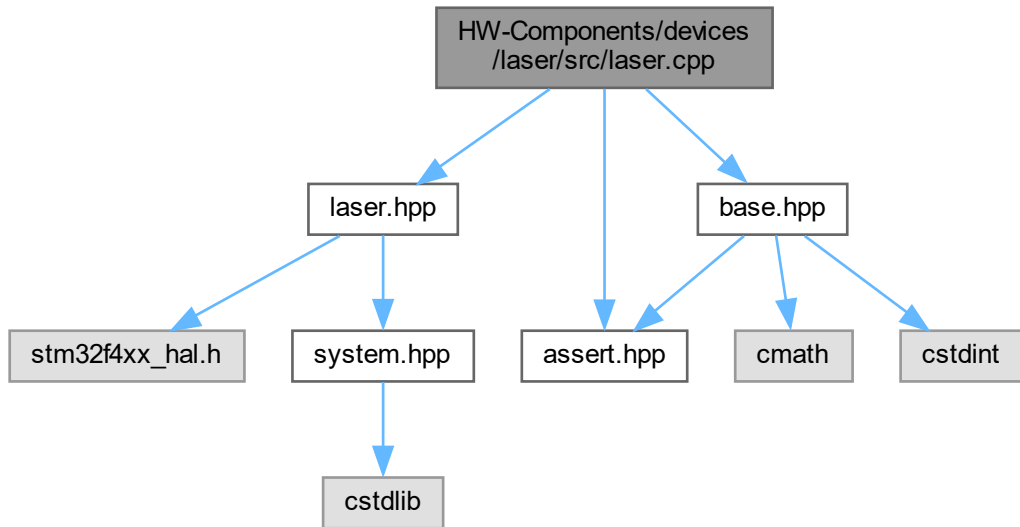 HW-Components/devices
/laser/src/laser.cpp
laser.hpp
base.hpp
stm32f4xx_hal.h
system.hpp
assert.hpp
cmath
cstdint
cstdlib